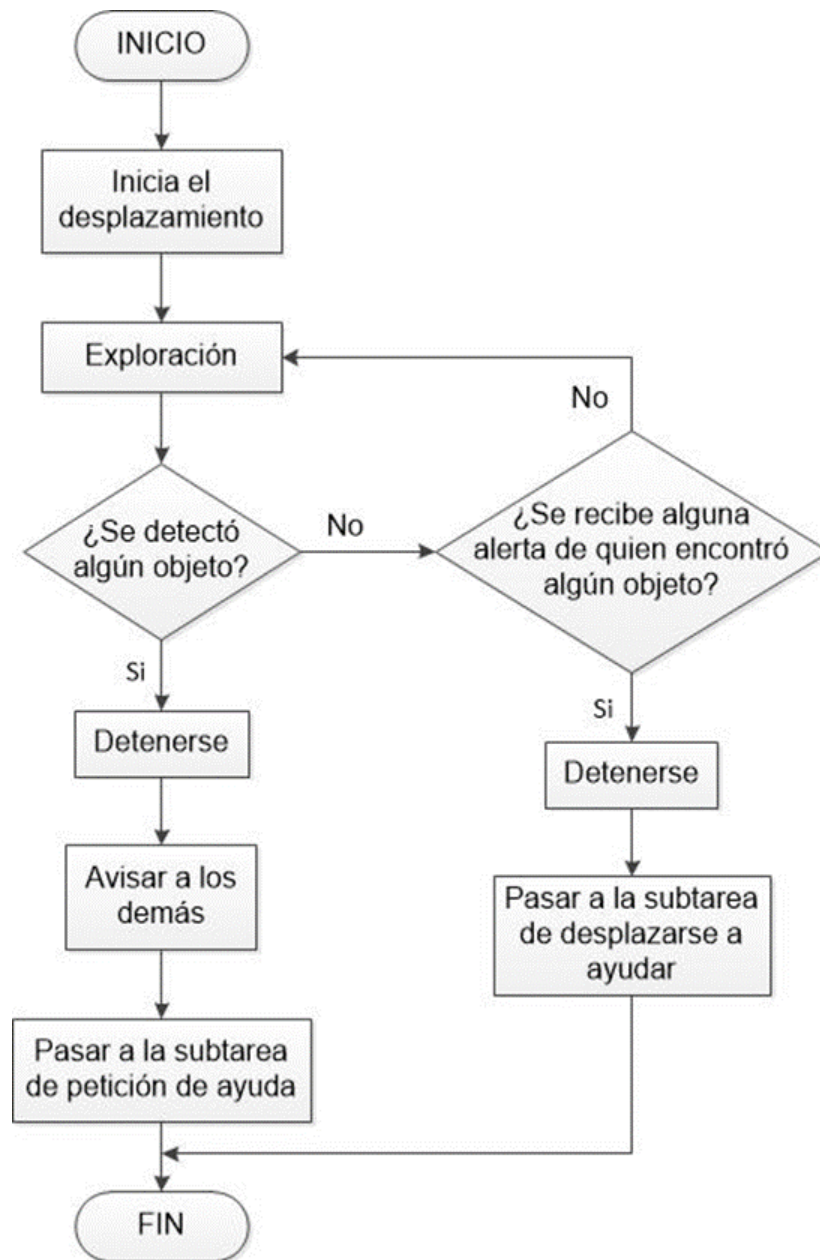 INICIO
Inicia el
desplazamiento
Exploración
¿Se detectó
algún objeto?
No
¿Se recibe alguna
alerta de quien encontró
algún objeto?
No
Si
Detenerse
Avisar a los
demás
Pasar a la subtarea
de petición de ayuda
Si
Detenerse
Pasar a la subtarea
de desplazarse a
ayudar
FIN